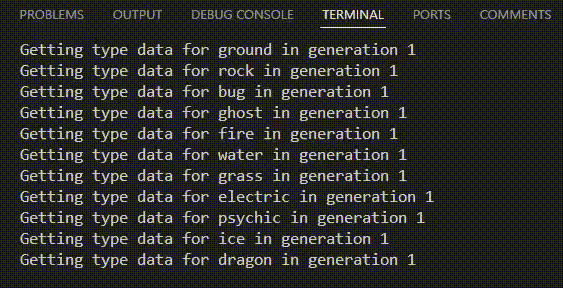 PROBLEMS OUTPUT DEBUG CONSOLE TERMINAL PORTS COMMENTS
Getting type data for ground in generation 1
Getting type data for rock in generation 1
Getting type data for bug in generation 1
Getting type data for ghost in generation 1
Getting type data for fire in generation 1
Getting type data for water in generation 1
Getting type data for grass in generation 1
Getting type data for electric in generation 1
Getting type data for psychic in generation 1
Getting type data for ice in generation 1
Getting type data for dragon in generation 1